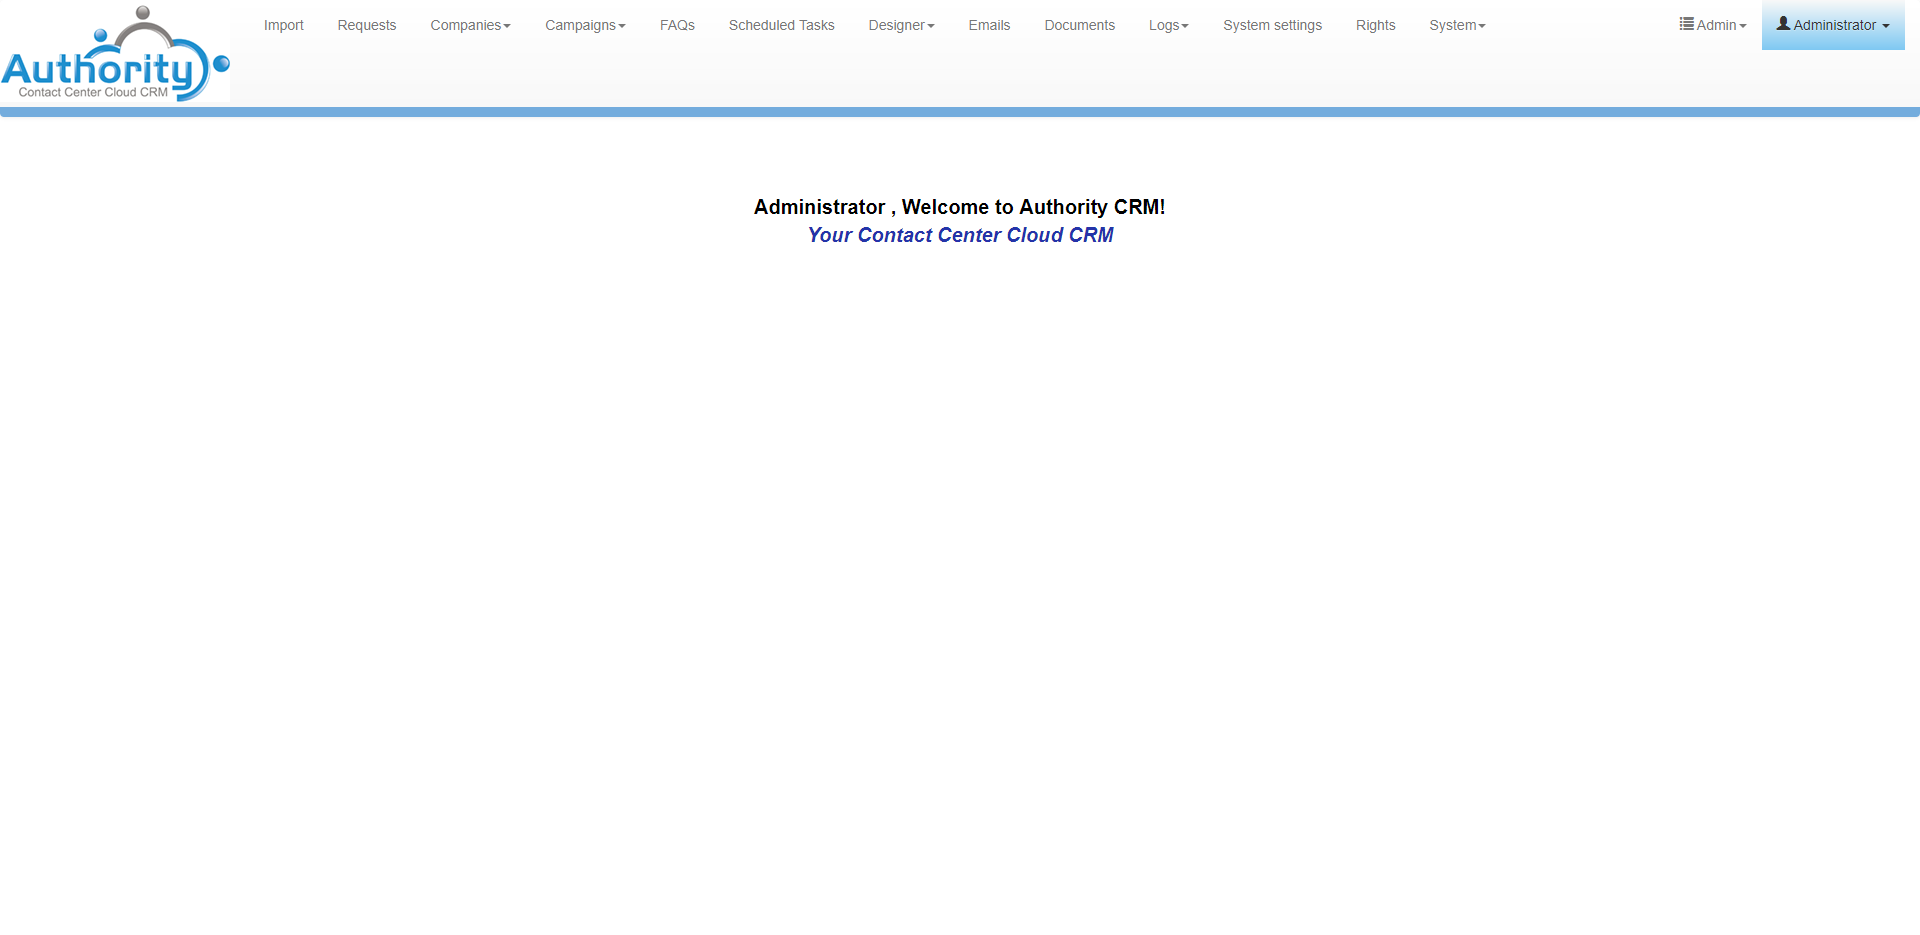 Authority
Contact Center Cloud CRM
Import Requests Companies Campaigns FAQs Scheduled Tasks Designer Emails Documents Logs System settings Rights System Admin Administrator
Administrator , Welcome to Authority CRM!
Your Contact Center Cloud CRM